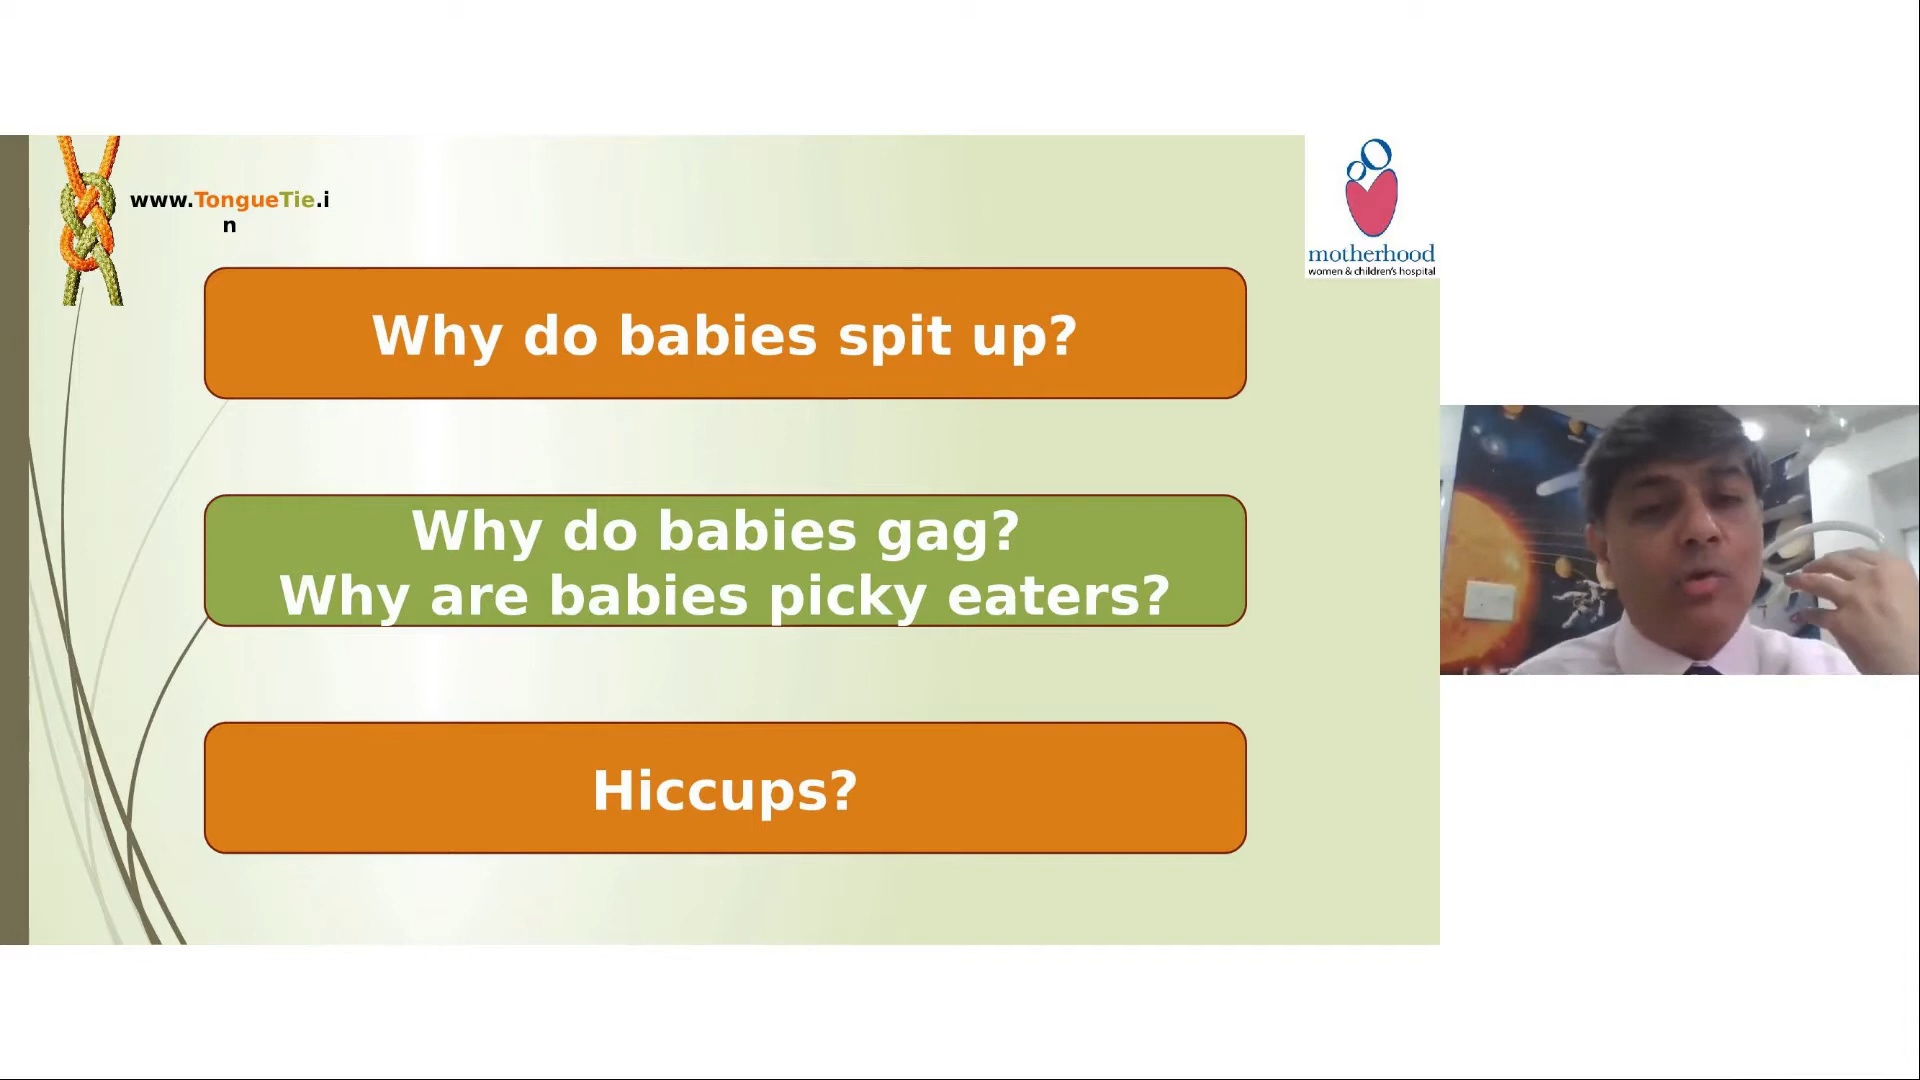 www.TongueTie.i
n
motherhood
women & children's hospital
Why do babies spit up?
Why do babies gag?
Why are babies picky eaters?
Hiccups?